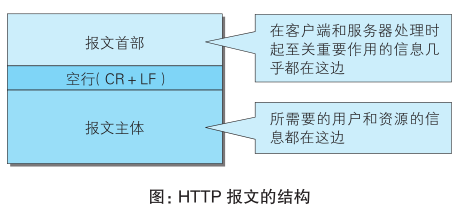 报文首部
在客户端和服务器处理时
起至关重要作用的信息几
乎都在这边
空行(CR+LF)
报文主体
所需要的用户和资源的信
息都在这边
图:HTTP 报文的结构